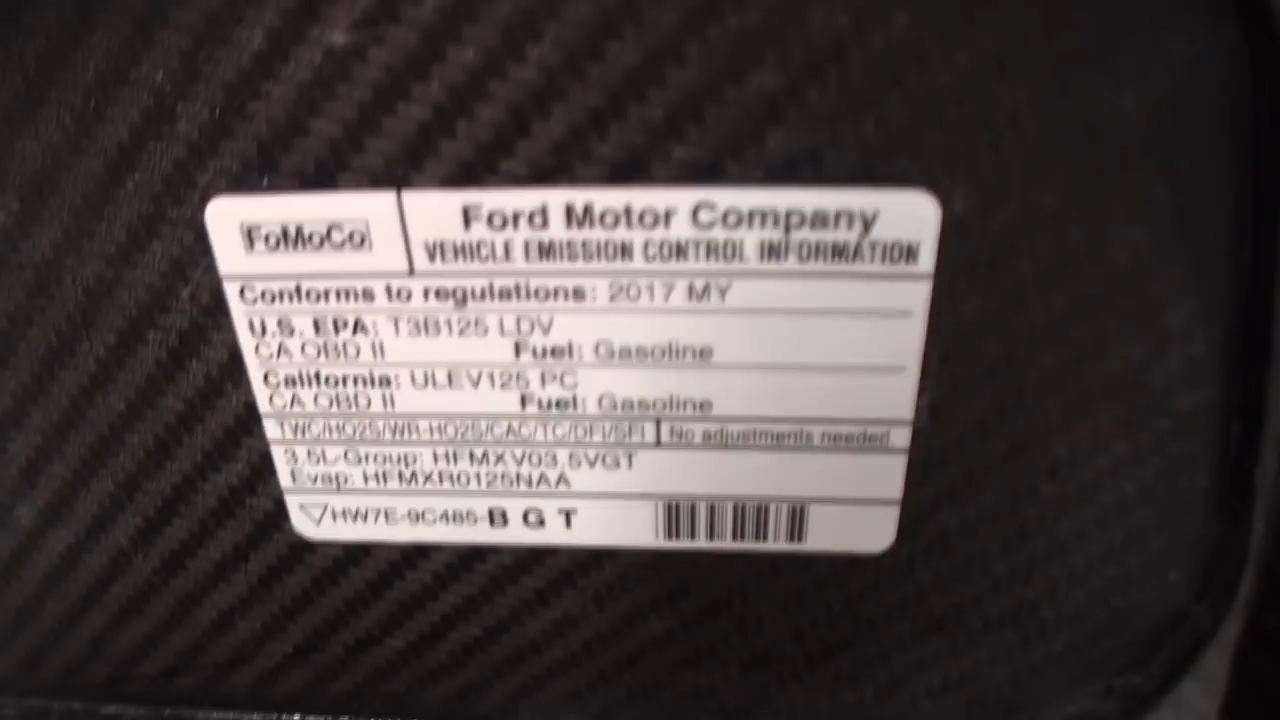 FoMoCo
Ford Motor Company
VEHICLE EMISSION CONTROL INFORMATION
Conforms to regulations: 2017 MY
U.S. EPA: T3B125 LDV
CA OBD II Fuel: Gasoline
California: ULEV125 PC
CA OBD II Fuel: Gasoline
TWC/HO2S/WR-HO2S/CAC/TC/DFI/SFI No adjustments needed.
3.5L-Group: HFMXV03.5VGT
Evap: HFMXR0125NAA
HW7E-9C485-B G T